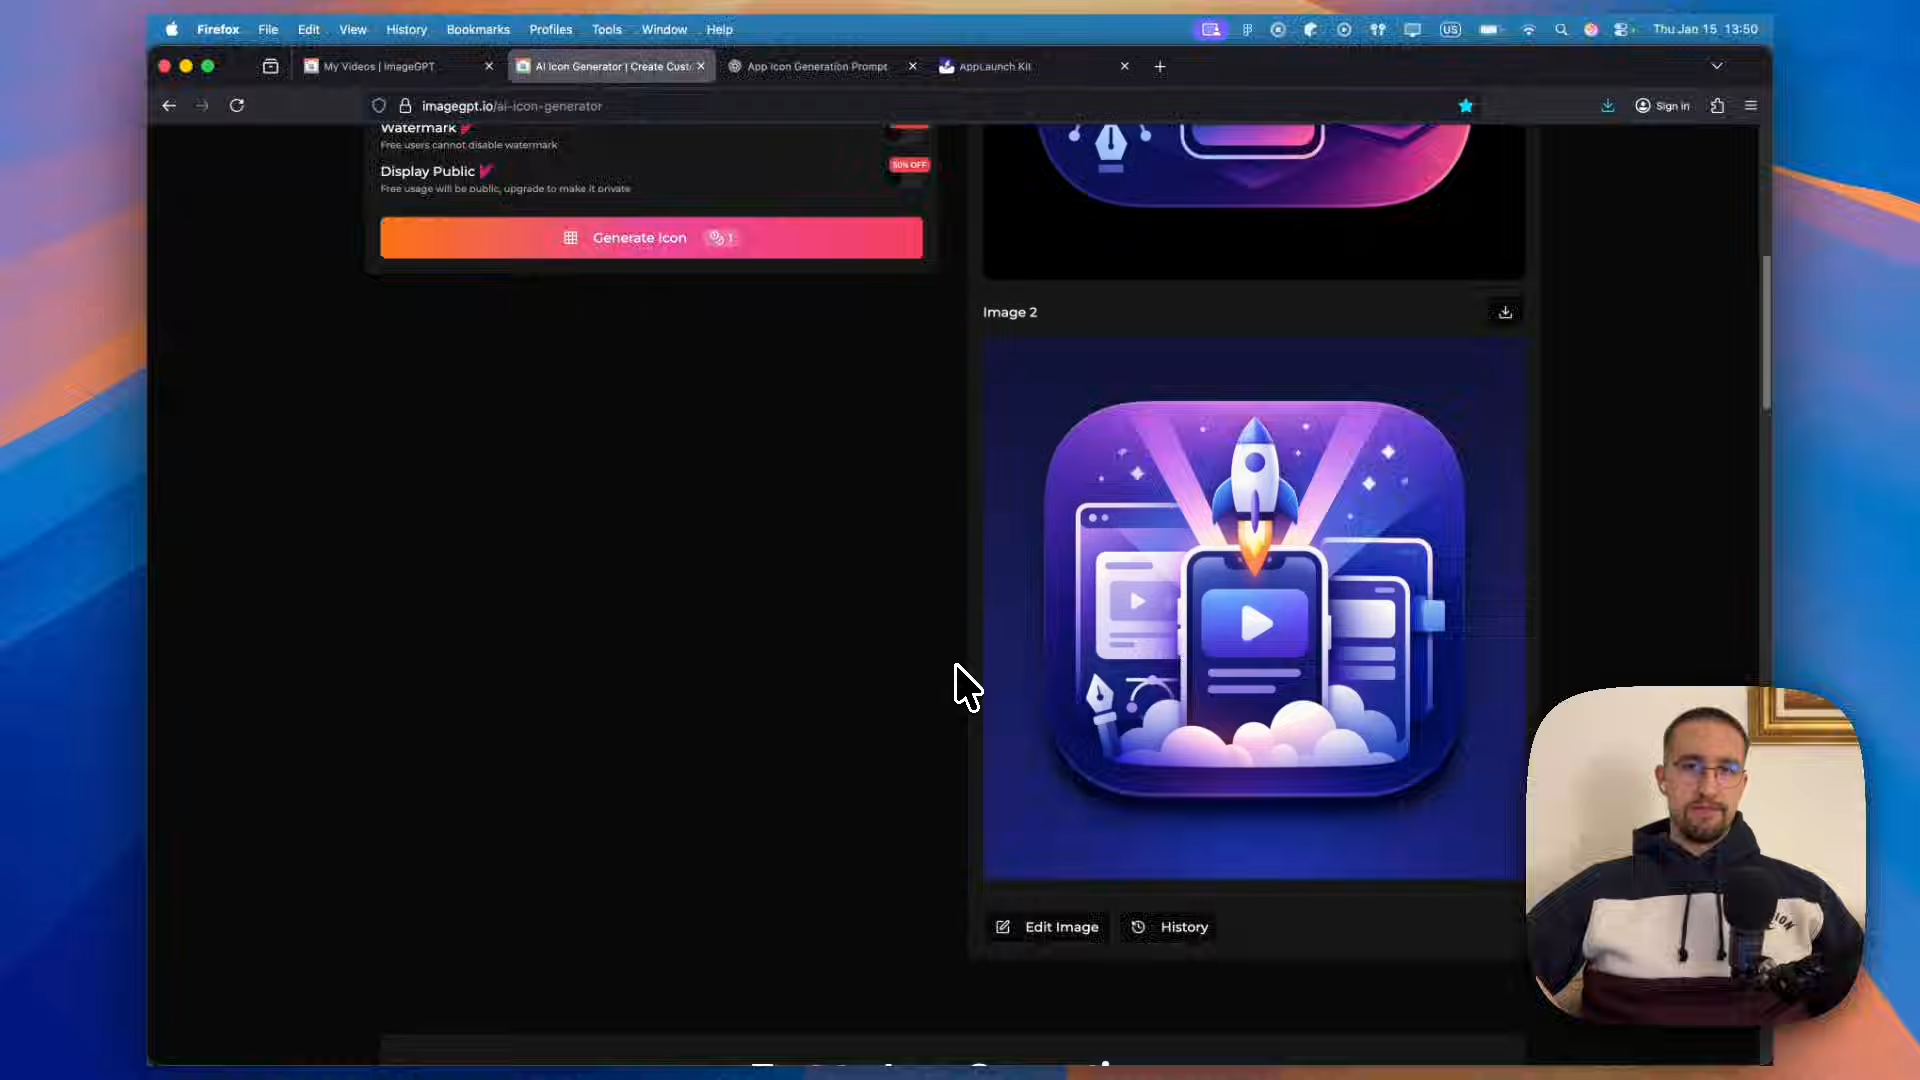 Firefox File Edit View History Bookmarks Profiles Tools Window Help US Thu Jan 15 13:50
My Videos | ImageGPT
AI Icon Generator | Create Cust
App Icon Generation Prompt
AppLaunch Kit
imagegpt.io/ai-icon-generator
Sign in
Watermark
Free users cannot disable watermark
Display Public
50% OFF
Free usage will be public, upgrade to make it private
Generate Icon 1
Image 2
Edit Image
History